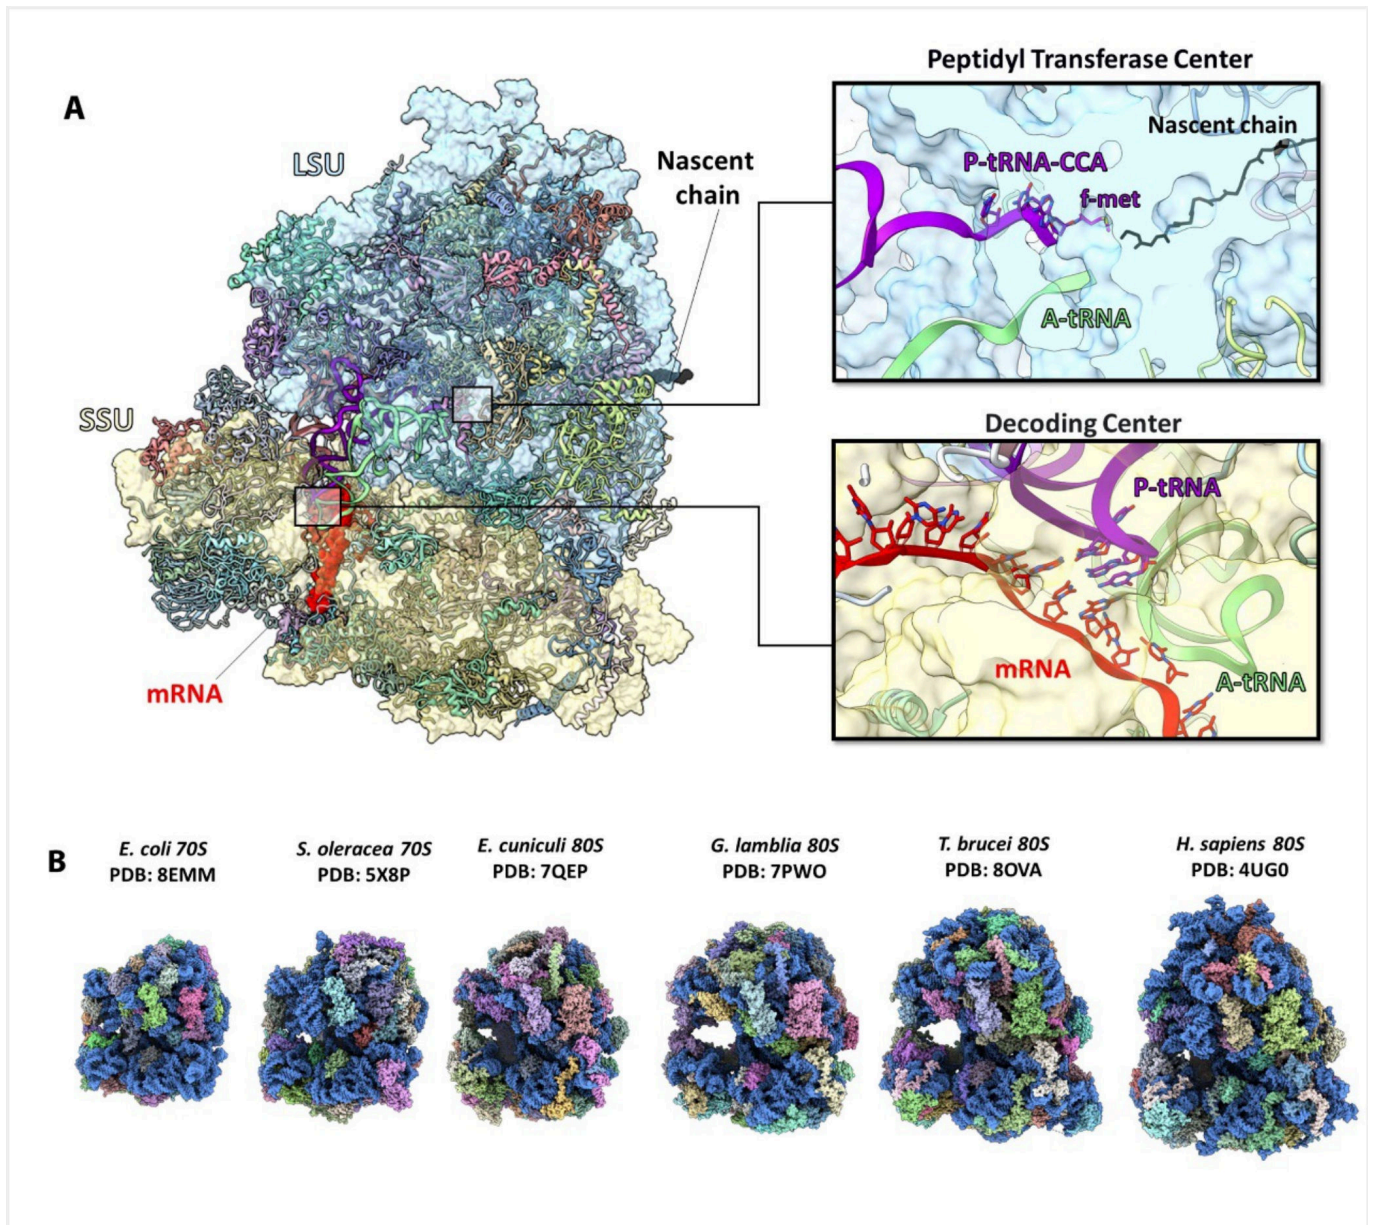 A
LSU
SSU
Nascent
chain
mRNA
Peptidyl Transferase Center
Nascent chain
P-tRNA-CCA
f-met
A-tRNA
Decoding Center
P-tRNA
mRNA
A-tRNA
B
E. coli 70S
PDB: 8EMM
S. oleracea 70S
PDB: 5X8P
E. cuniculi 80S
PDB: 7QEP
G. lamblia 80S
PDB: 7PWO
T. brucei 80S
PDB: 8OVA
H. sapiens 80S
PDB: 4UG0